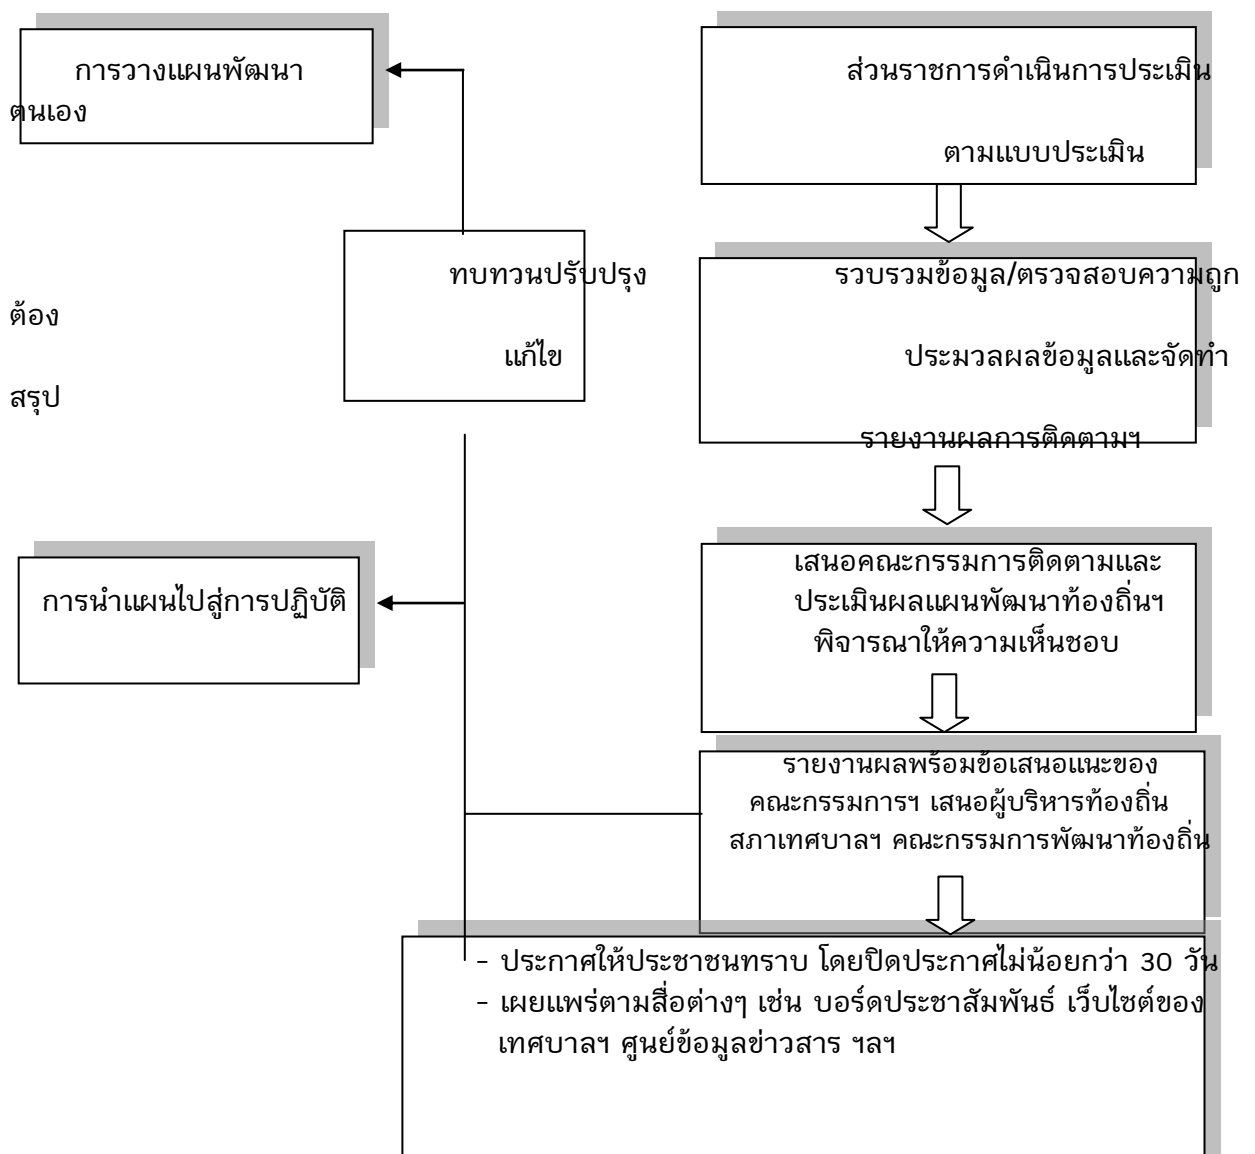 การวางแผนพัฒนา
ตนเอง
ส่วนราชการดำเนินการประเมิน
ตามแบบประเมิน
ทบทวนปรับปรุง
แก้ไข
รวบรวมข้อมูล/ตรวจสอบความถูก
ต้อง
ประมวลผลข้อมูลและจัดทำ
สรุป
รายงานผลการติดตามฯ
การนำแผนไปสู่การปฏิบัติ
เสนอคณะกรรมการติดตามและ
ประเมินผลแผนพัฒนาท้องถิ่นฯ
พิจารณาให้ความเห็นชอบ
รายงานผลพร้อมข้อเสนอแนะของ
คณะกรรมการฯ เสนอผู้บริหารท้องถิ่น
สภาเทศบาลฯ คณะกรรมการพัฒนาท้องถิ่น
- ประกาศให้ประชาชนทราบ โดยปิดประกาศไม่น้อยกว่า 30 วัน
- เผยแพร่ตามสื่อต่างๆ เช่น บอร์ดประชาสัมพันธ์ เว็บไซต์ของ
เทศบาลฯ ศูนย์ข้อมูลข่าวสาร ฯลฯ